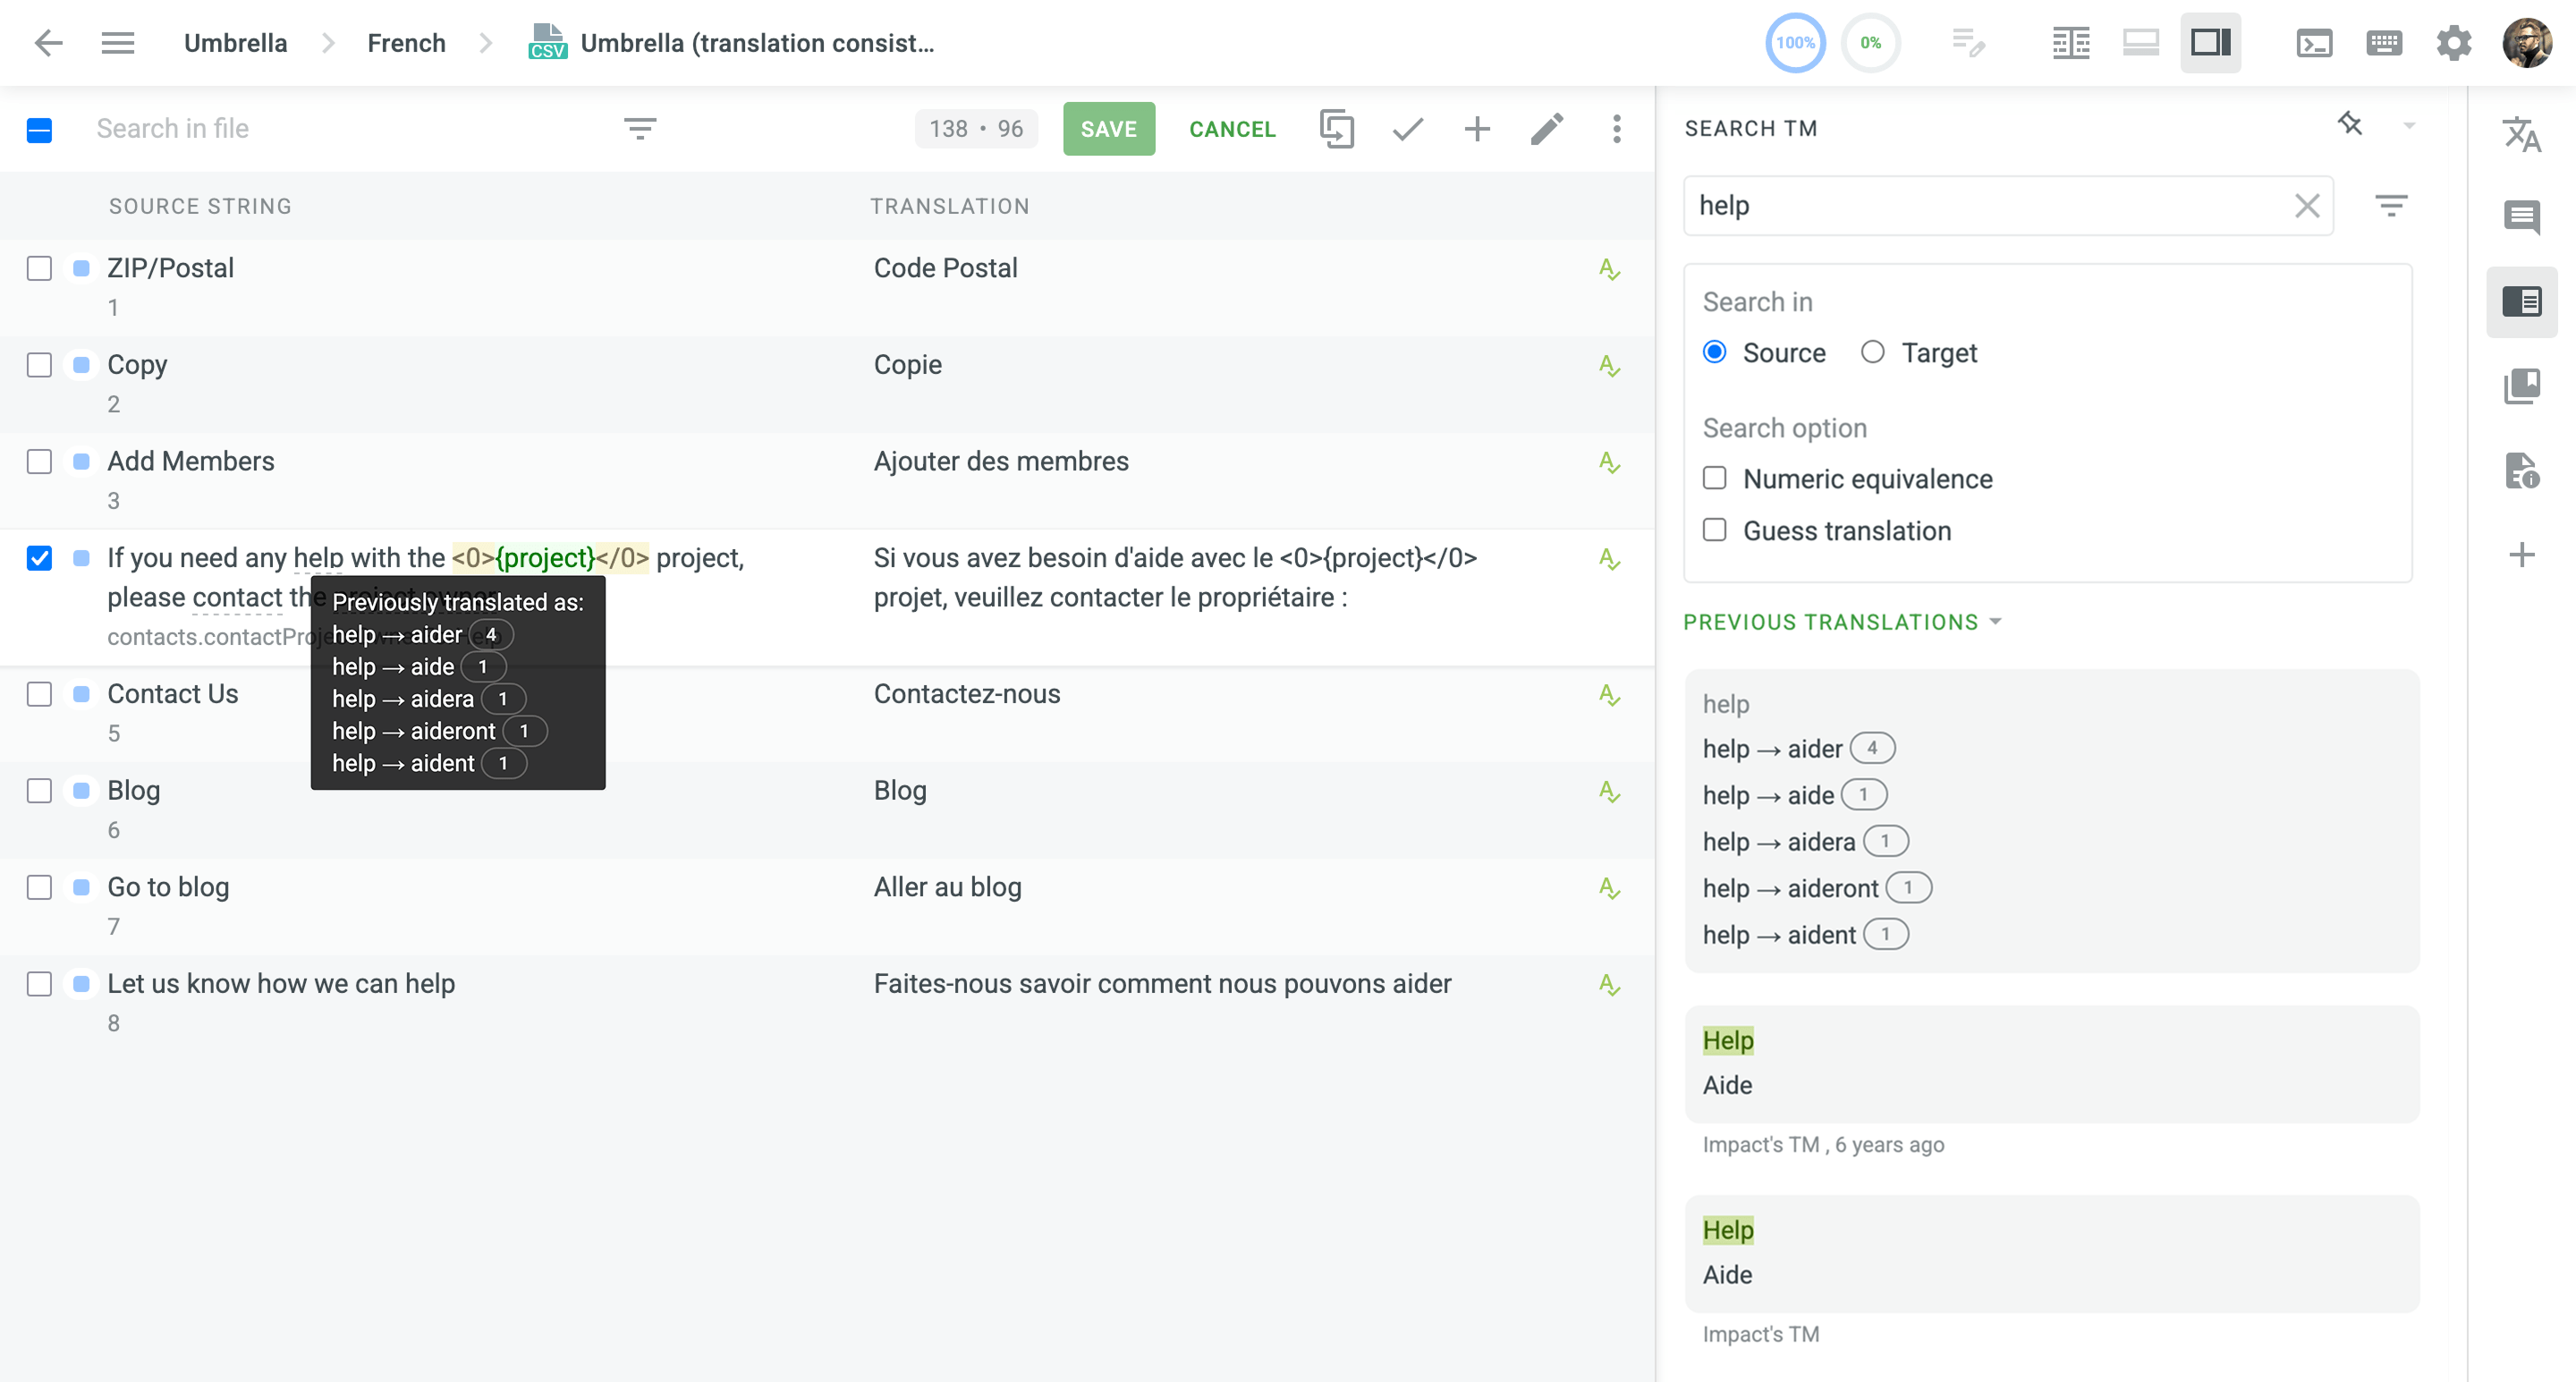 Umbrella
French
CSV
Umbrella (translation consist...
100%
0%
Search in file
138 • 96
SAVE
CANCEL
SOURCE STRING
TRANSLATION
ZIP/Postal
Code Postal
1
Copy
Copie
2
Add Members
Ajouter des membres
3
If you need any help with the <0>{project}</0> project,
please contact the project owner
contacts.contactProje
Si vous avez besoin d'aide avec le <0>{project}</0>
projet, veuillez contacter le propriétaire :
Previously translated as:
help → aider 4
help → aide 1
help → aidera 1
help → aideront 1
help → aident 1
Contact Us
Contactez-nous
5
Blog
Blog
6
Go to blog
Aller au blog
7
Let us know how we can help
Faites-nous savoir comment nous pouvons aider
8
SEARCH TM
help
Search in
Source
Target
Search option
Numeric equivalence
Guess translation
PREVIOUS TRANSLATIONS
help
help → aider 4
help → aide 1
help → aidera 1
help → aideront 1
help → aident 1
Help
Aide
Impact's TM , 6 years ago
Help
Aide
Impact's TM